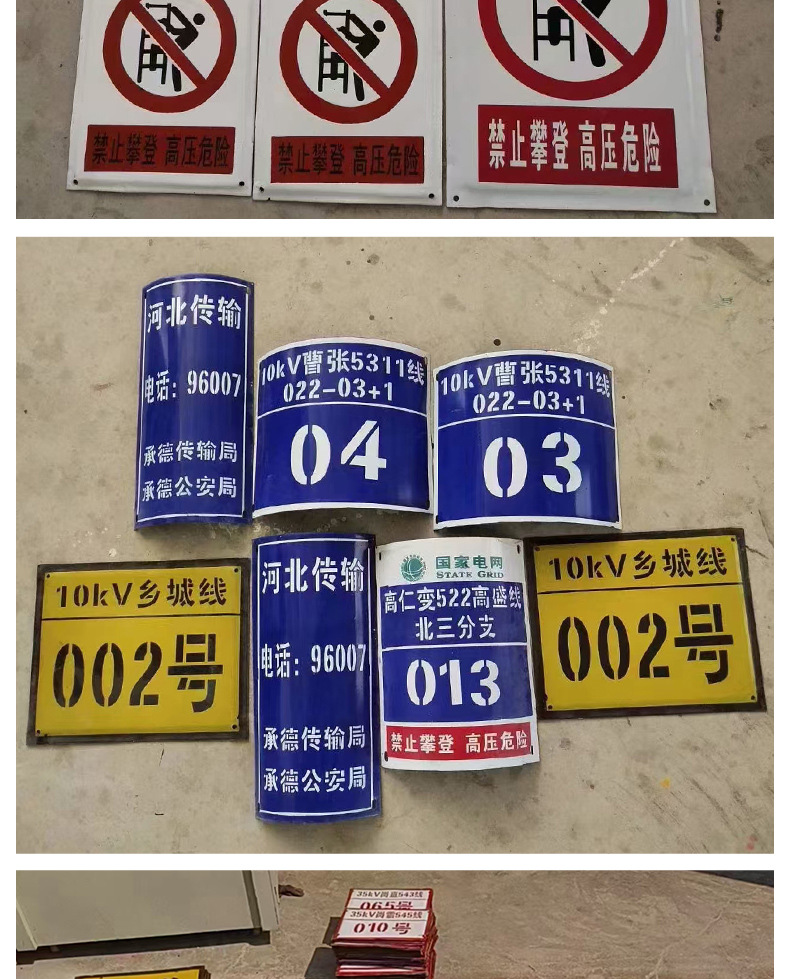 禁止攀登 高压危险
禁止攀登 高压危险
禁止攀登 高压危险
河北传输
电话: 96007
承德传输局
承德公安局
10kV曹张5311线
022-03+1
04
10kV曹张5311线
022-03+1
03
10kV乡城线
002号
河北传输
电话: 96007
承德传输局
承德公安局
国家电网
STATE GRID
高仁变522高盛线
北三分支
013
禁止攀登 高压危险
10kV乡城线
002号
065号
010号